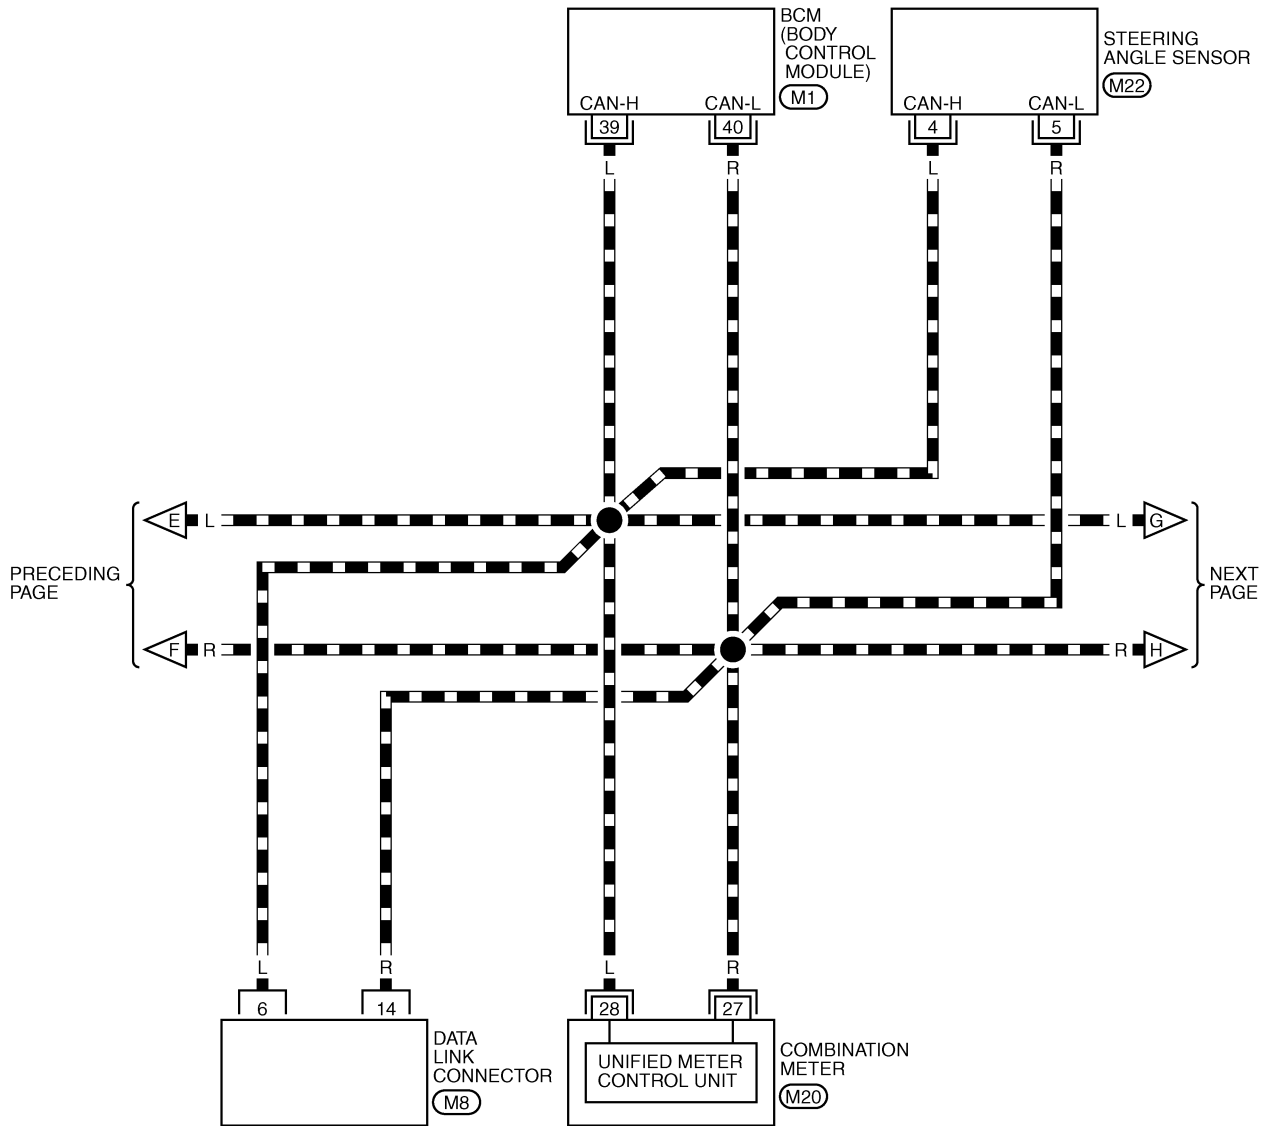 BCM
(BODY
CONTROL
MODULE)
M1
STEERING
ANGLE SENSOR
M22
CAN-H
CAN-L
CAN-H
CAN-L
39
40
4
5
L
R
L
R
E
L
L
G
PRECEDING
PAGE
NEXT
PAGE
F
R
R
H
L
R
L
R
6
14
28
27
DATA
LINK
CONNECTOR
M8
UNIFIED METER
CONTROL UNIT
COMBINATION
METER
M20